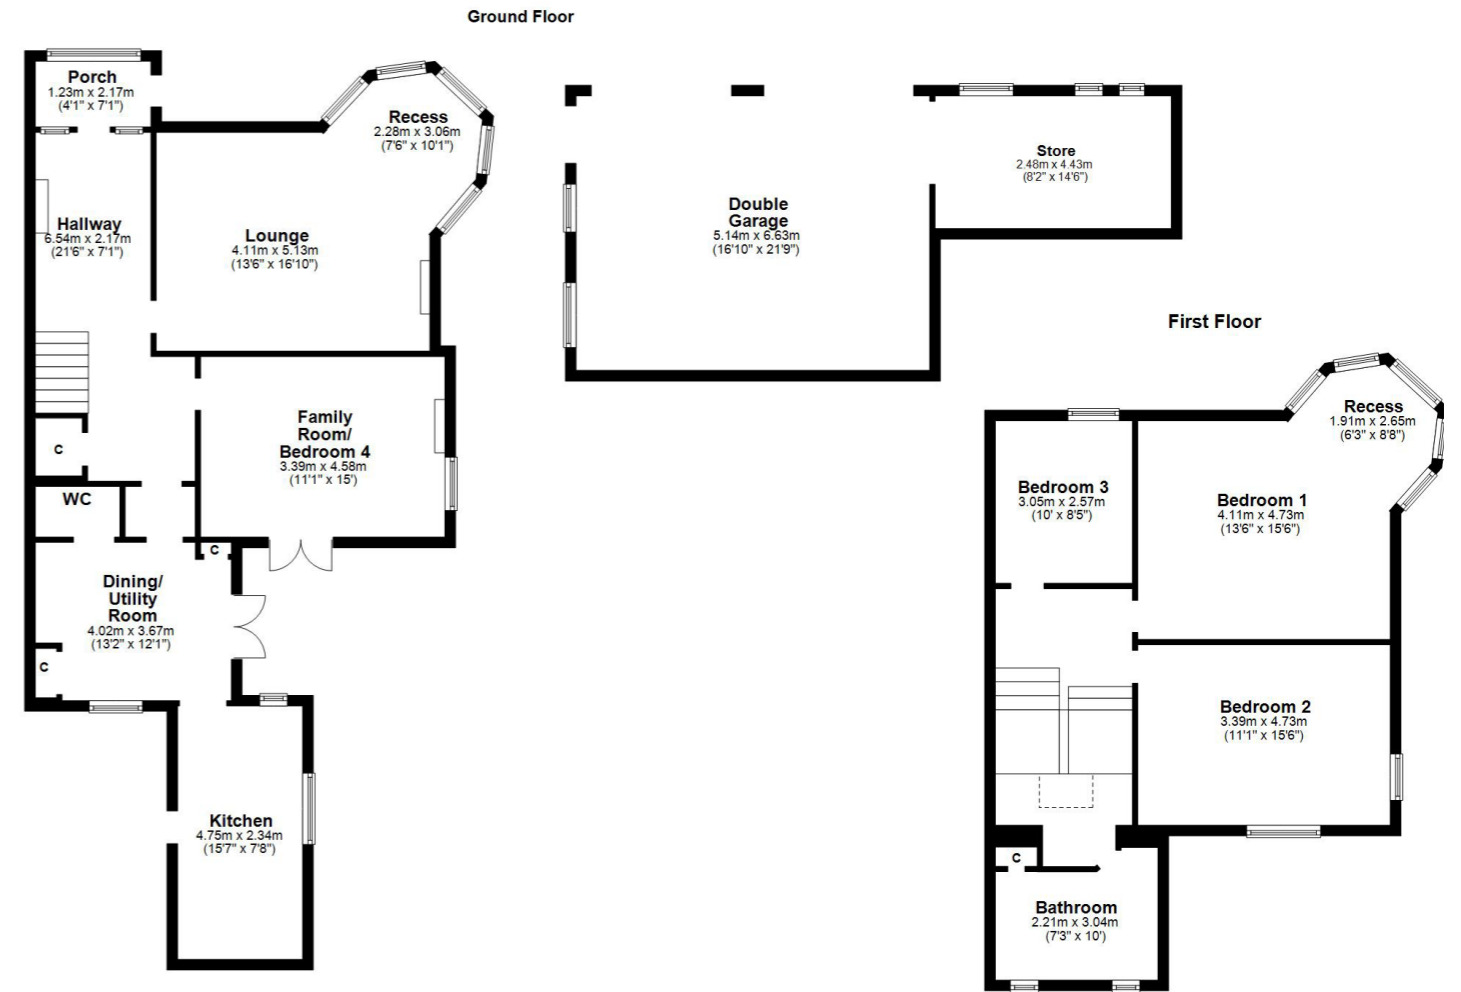 Ground Floor
Porch
1.23m x 2.17m
(4'1" x 7'1")
Recess
2.28m x 3.06m
(7'6" x 10'1")
Hallway
6.54m x 2.17m
(21'6" x 7'1")
Lounge
4.11m x 5.13m
(13'6" x 16'10")
Family
Room/
Bedroom 4
3.39m x 4.58m
(11'1" x 15')
C
WC
C
Dining/
Utility
Room
4.02m x 3.67m
(13'2" x 12'1")
C
Kitchen
4.75m x 2.34m
(15'7" x 7'8")
Double
Garage
5.14m x 6.63m
(16'10" x 21'9")
Store
2.48m x 4.43m
(8'2" x 14'6")
First Floor
Recess
1.91m x 2.65m
(6'3" x 8'8")
Bedroom 3
3.05m x 2.57m
(10' x 8'5")
Bedroom 1
4.11m x 4.73m
(13'6" x 15'6")
Bedroom 2
3.39m x 4.73m
(11'1" x 15'6")
C
Bathroom
2.21m x 3.04m
(7'3" x 10')